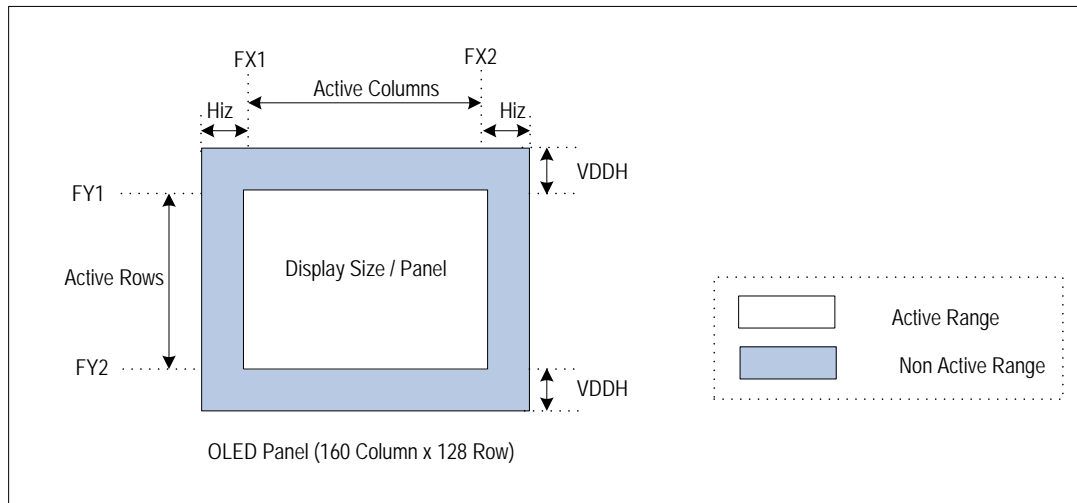 FX1
FX2
Active Columns
Hiz
Hiz
VDDH
FY1
Display Size / Panel
Active Rows
Active Range
FY2
Non Active Range
VDDH
OLED Panel (160 Column x 128 Row)